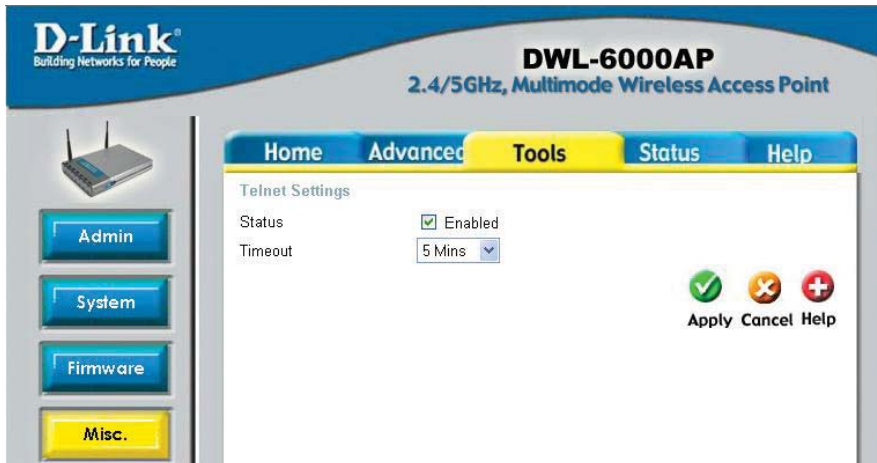 D-Link®
Building Networks for People
DWL-6000AP
2.4/5GHz, Multimode Wireless Access Point
Home Advanced Tools Status Help
Admin
System
Firmware
Misc.
Telnet Settings
Status Enabled
Timeout 5 Mins
Apply Cancel Help